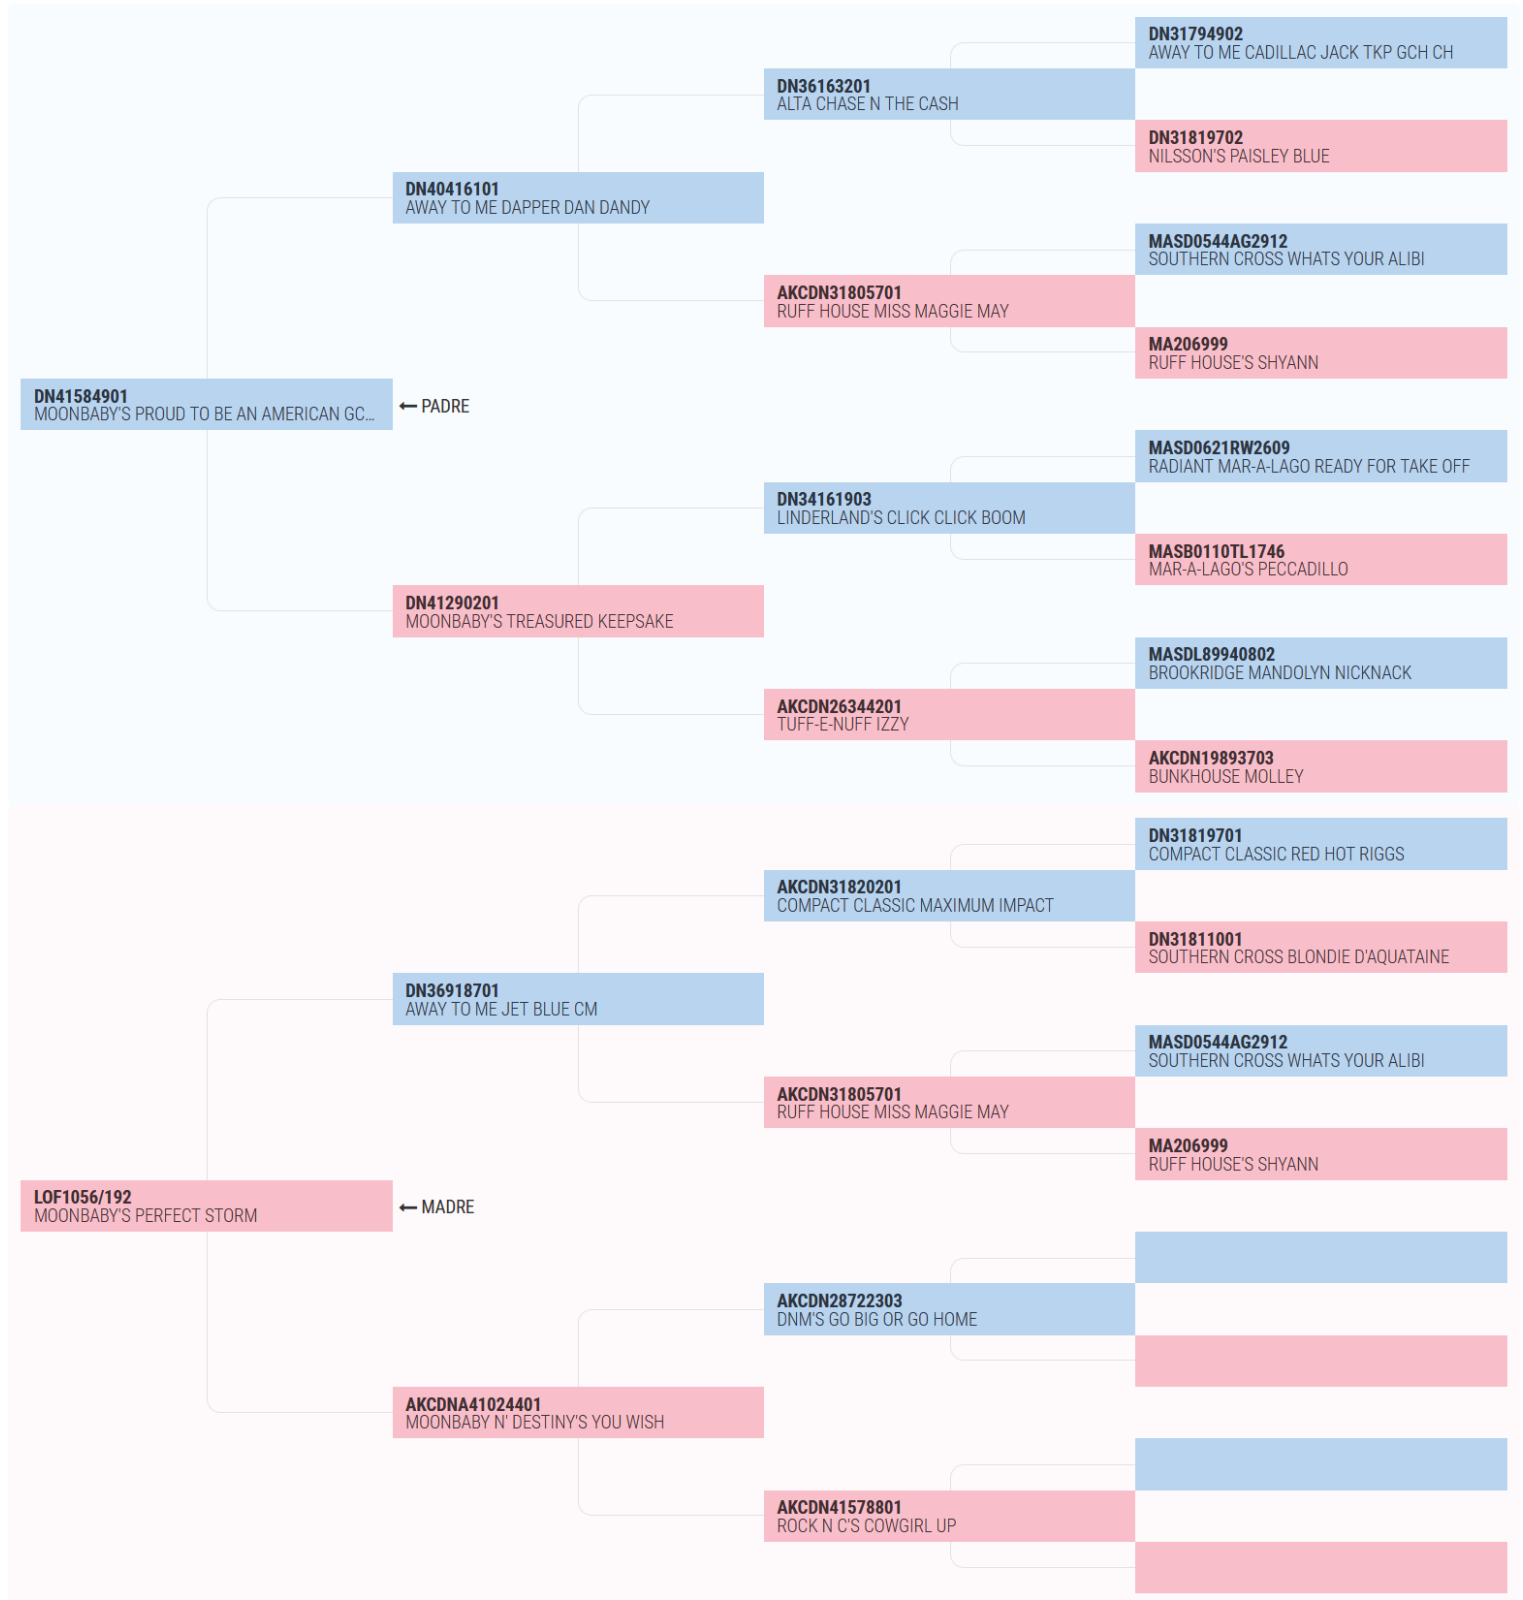 DN31794902
AWAY TO ME CADILLAC JACK TKP GCH CH
DN36163201
ALTA CHASE N THE CASH
DN31819702
NILSSON'S PAISLEY BLUE
DN40416101
AWAY TO ME DAPPER DAN DANDY
MASD0544AG2912
SOUTHERN CROSS WHATS YOUR ALIBI
AKCDN31805701
RUFF HOUSE MISS MAGGIE MAY
MA206999
RUFF HOUSE'S SHYANN
DN41584901
MOONBABY'S PROUD TO BE AN AMERICAN GC...
← PADRE
MASD0621RW2609
RADIANT MAR-A-LAGO READY FOR TAKE OFF
DN34161903
LINDERLAND'S CLICK CLICK BOOM
MASB0110TL1746
MAR-A-LAGO'S PECCADILLO
DN41290201
MOONBABY'S TREASURED KEEPSAKE
MASDL89940802
BROOKRIDGE MANDOLYN NICKNACK
AKCDN26344201
TUFF-E-NUFF IZZY
AKCDN19893703
BUNKHOUSE MOLLEY
DN31819701
COMPACT CLASSIC RED HOT RIGGS
AKCDN31820201
COMPACT CLASSIC MAXIMUM IMPACT
DN31811001
SOUTHERN CROSS BLONDIE D'AQUATAINE
DN36918701
AWAY TO ME JET BLUE CM
MASD0544AG2912
SOUTHERN CROSS WHATS YOUR ALIBI
AKCDN31805701
RUFF HOUSE MISS MAGGIE MAY
MA206999
RUFF HOUSE'S SHYANN
LOF1056/192
MOONBABY'S PERFECT STORM
← MADRE
AKCDN28722303
DNM'S GO BIG OR GO HOME
AKCDNA41024401
MOONBABY N' DESTINY'S YOU WISH
AKCDN41578801
ROCK N C'S COWGIRL UP